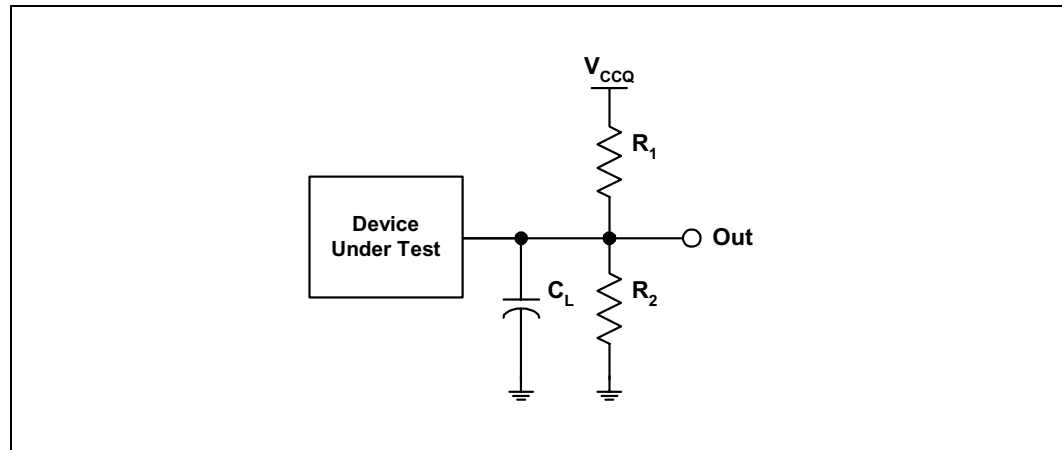 V_CCQ
R_1
Device
Under Test
Out
C_L
R_2